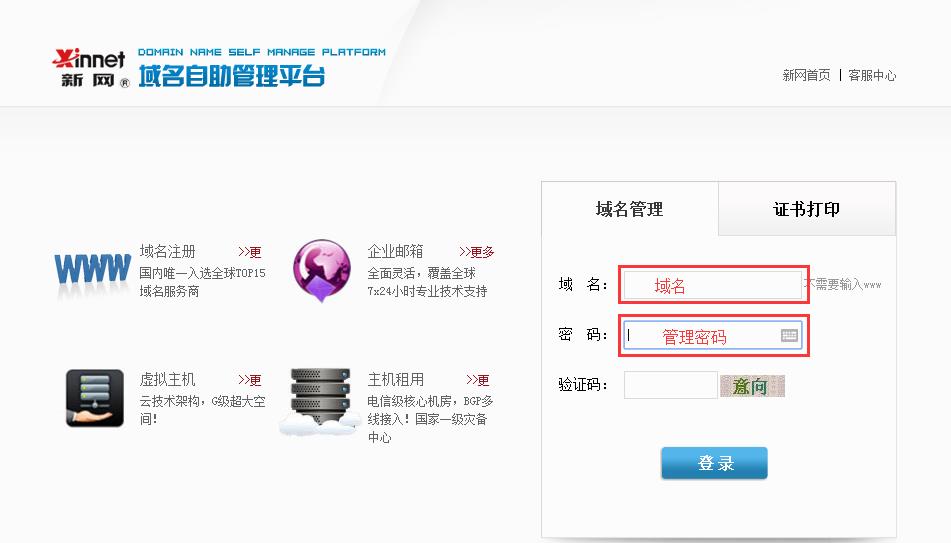 Xinnet
新网®
DOMAIN NAME SELF MANAGE PLATFORM
域名自助管理平台
新网首页 | 客服中心
WWW
域名注册 >>更
国内唯一入选全球TOP15
域名服务商
企业邮箱 >>更多
全面灵活，覆盖全球
7x24小时专业技术支持
虚拟主机 >>更
云技术架构，G级超大空
间！
主机租用 >>更
电信级核心机房，BGP多
线接入！国家一级灾备
中心
域名管理
证书打印
域 名： 域名 不需要输入www
密 码： 管理密码
验证码： 意向
登 录